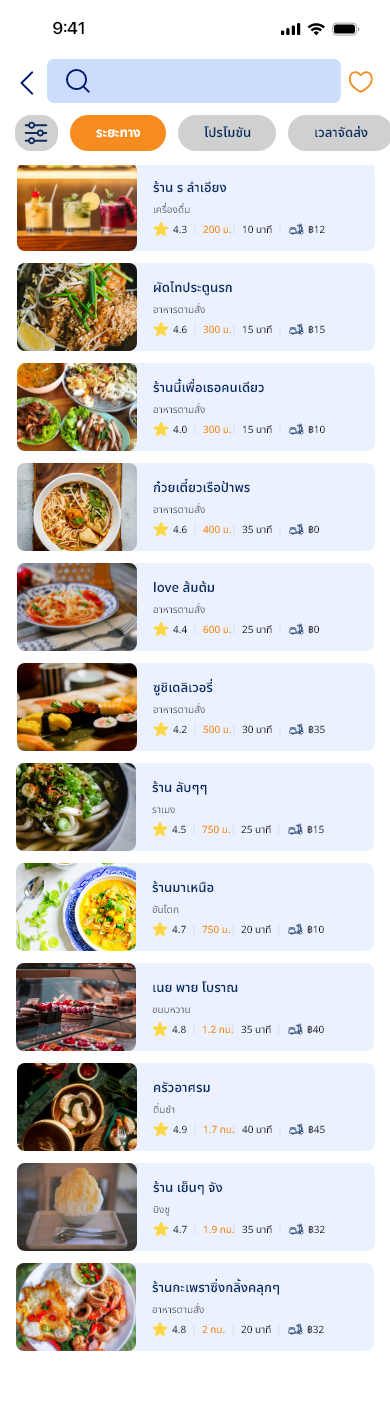 9:41
ระยะทาง
โปรโมชัน
เวลาจัดส่ง
ร้าน ร ลำเอียง
เครื่องดื่ม
4.3 200 ม. 10 นาที ฿12
ผัดไทประตูนรก
อาหารตามสั่ง
4.6 300 ม. 15 นาที ฿15
ร้านนี้เพื่อเธอคนเดียว
อาหารตามสั่ง
4.0 300 ม. 15 นาที ฿10
ก๋วยเตี๋ยวเรือป้าพร
อาหารตามสั่ง
4.6 400 ม. 35 นาที ฿0
love ส้มต้ม
อาหารตามสั่ง
4.4 600 ม. 25 นาที ฿0
ซูชิเดลิเวอรี่
อาหารตามสั่ง
4.2 500 ม. 30 นาที ฿35
ร้าน ลับๆๆ
ราเมง
4.5 750 ม. 25 นาที ฿15
ร้านมาเหนือ
ขันโตก
4.7 750 ม. 20 นาที ฿10
เนย พาย โบราณ
ขนมหวาน
4.8 1.2 กม. 35 นาที ฿40
ครัวอาศรม
ติ่มซำ
4.9 1.7 กม. 40 นาที ฿45
ร้าน เย็นๆ จัง
บิงซู
4.7 1.9 กม. 35 นาที ฿32
ร้านกะเพราซิ่งกลิ้งคลุกๆ
อาหารตามสั่ง
4.8 2 กม. 20 นาที ฿32